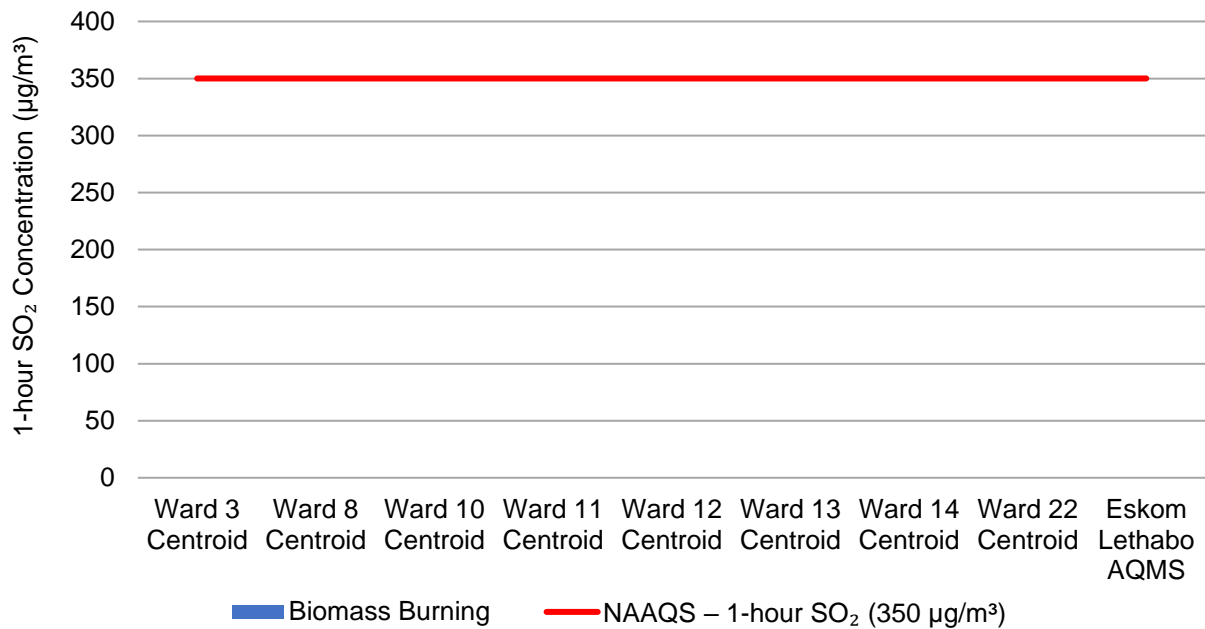 400
350
300
250
200
150
100
50
0
1-hour SO₂ Concentration (µg/m³)
Ward 3 Centroid
Ward 8 Centroid
Ward 10 Centroid
Ward 11 Centroid
Ward 12 Centroid
Ward 13 Centroid
Ward 14 Centroid
Ward 22 Centroid
Eskom Lethabo AQMS
Biomass Burning
NAAQS – 1-hour SO₂ (350 µg/m³)